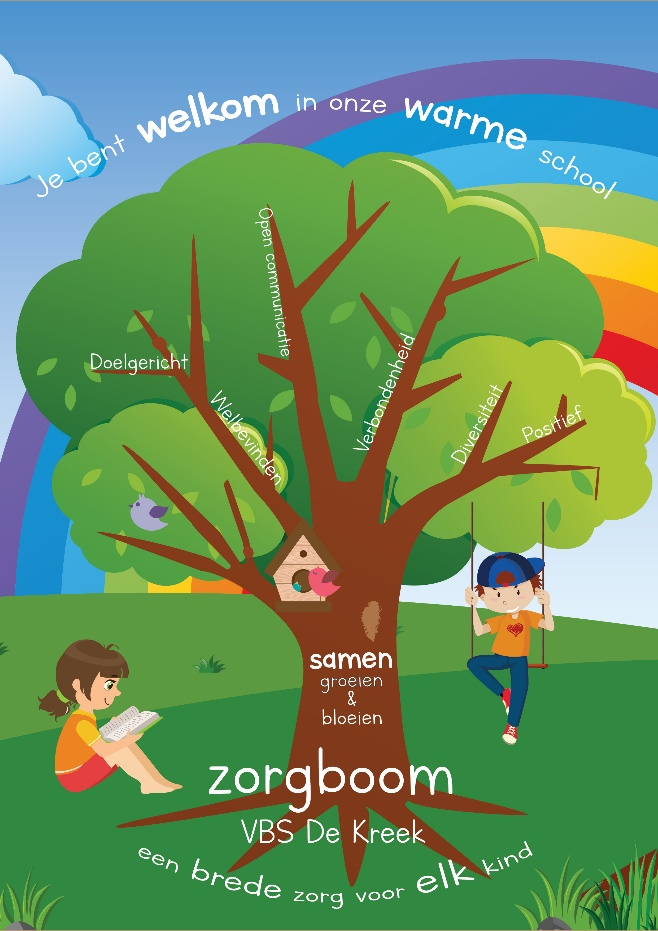 Je bent welkom in onze warme school
Open communicatie
Doelgericht
Welbevinden
Verbondenheid
Diversiteit
Positief
samen
groeien
&
bloeien
zorgboom
VBS De Kreek
een brede zorg voor elk kind